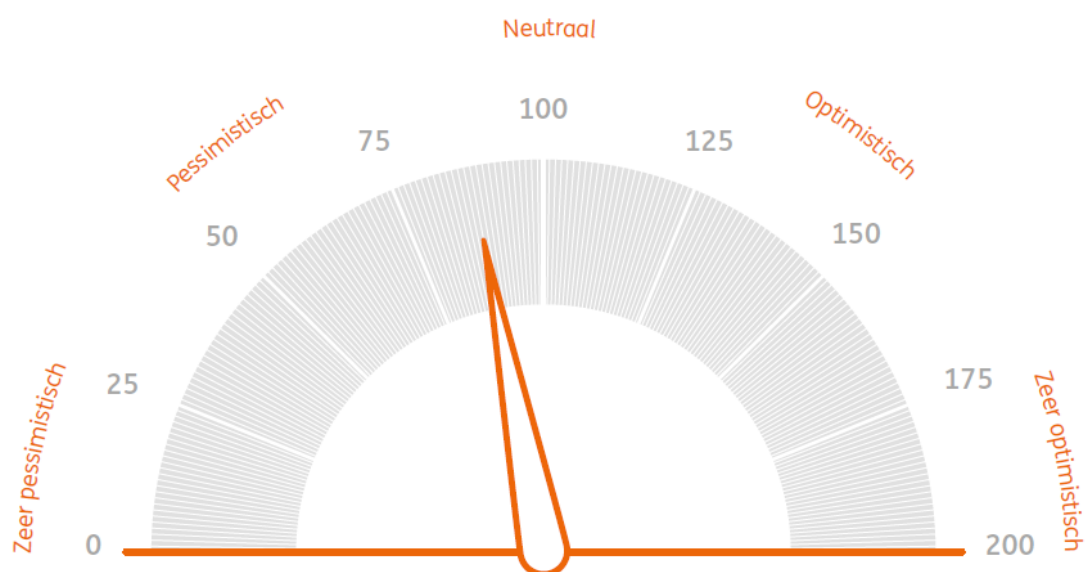 Neutraal
Pessimistisch
Optimistisch
100
75
125
50
150
25
175
Zeer pessimistisch
Zeer optimistisch
0
200